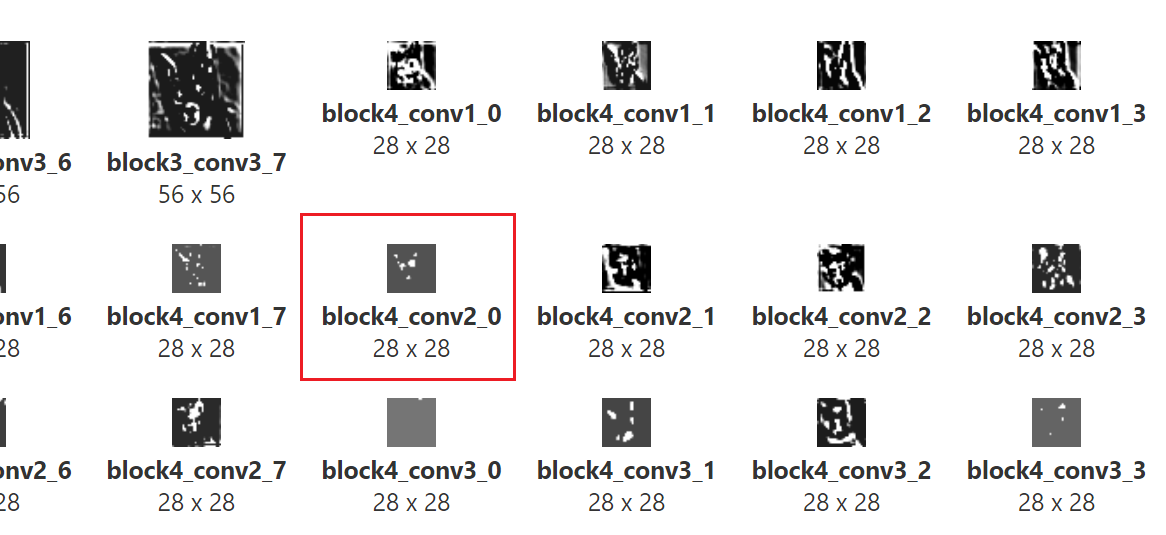 block4_conv1_0 block4_conv1_1 block4_conv1_2 block4_conv1_3
28 x 28 28 x 28 28 x 28 28 x 28
onv3_6 block3_conv3_7
56 56 x 56
onv1_6 block4_conv1_7 block4_conv2_0 block4_conv2_1 block4_conv2_2 block4_conv2_3
28 28 x 28 28 x 28 28 x 28 28 x 28 28 x 28
onv2_6 block4_conv2_7 block4_conv3_0 block4_conv3_1 block4_conv3_2 block4_conv3_3
28 28 x 28 28 x 28 28 x 28 28 x 28 28 x 28